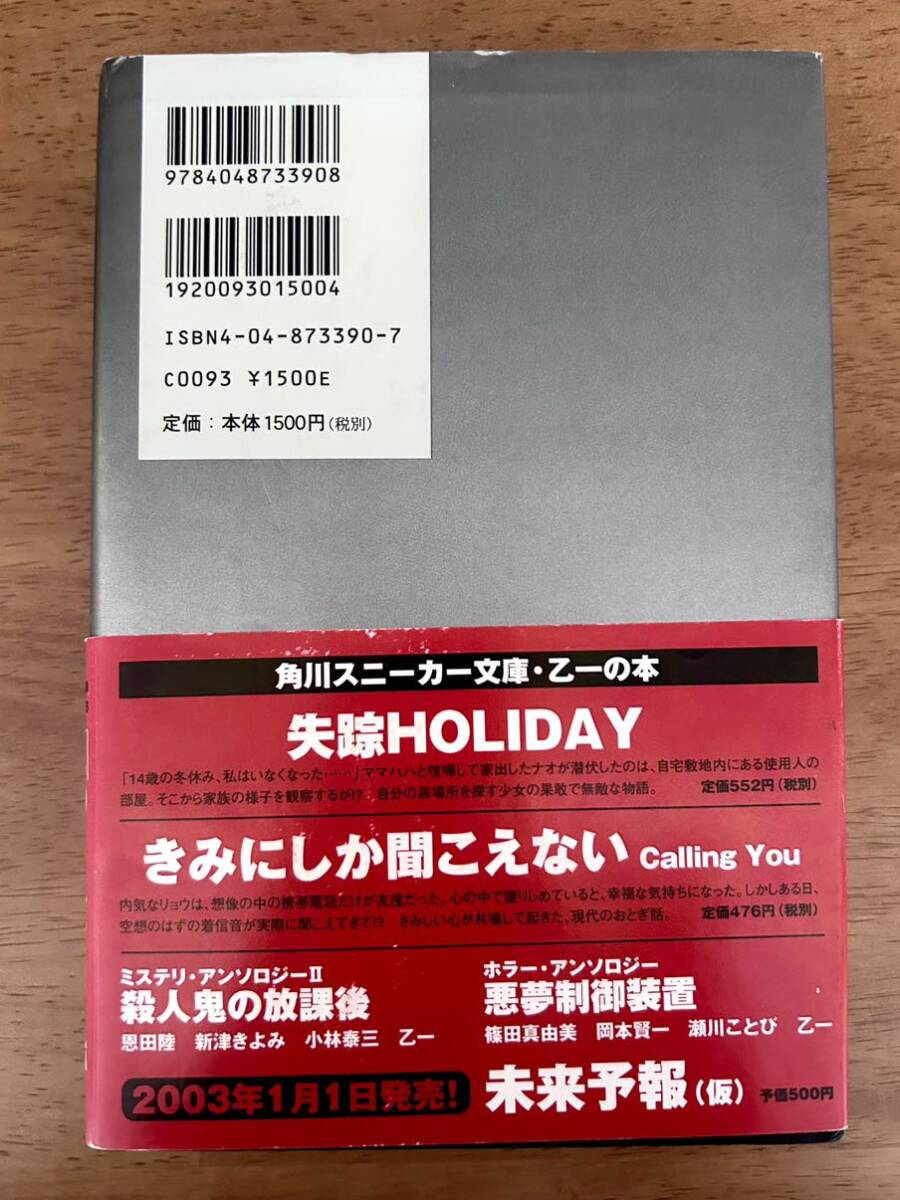 9784048733908
1920093015004
ISBN4-04-873390-7
C0093 ¥1500E
定価：本体1500円（税別）
角川スニーカー文庫・乙一の本
失踪HOLIDAY
「14歳の冬休み、私はいなくなった……」ママハハと喧嘩して家出したナオが潜伏したのは、自宅敷地内にある使用人の
部屋。そこから家族の様子を観察するが!?　自分の居場所を探す少女の果敢で無敵な物語。　定価552円（税別）
きみにしか聞こえない Calling You
内気なリョウは、想像の中の携帯電話だけが友達だった。心の中で握りしめていると、幸福な気持ちになった。しかしある日、
空想のはずの着信音が実際に聞こえてきて!?　さみしい心が共鳴して起きた、現代のおとぎ話。　定価476円（税別）
ミステリ・アンソロジーII
殺人鬼の放課後
恩田陸　新津きよみ　小林泰三　乙一
ホラー・アンソロジー
悪夢制御装置
篠田真由美　岡本賢一　瀬川ことび　乙一
2003年1月1日発売!　未来予報（仮）　予価500円